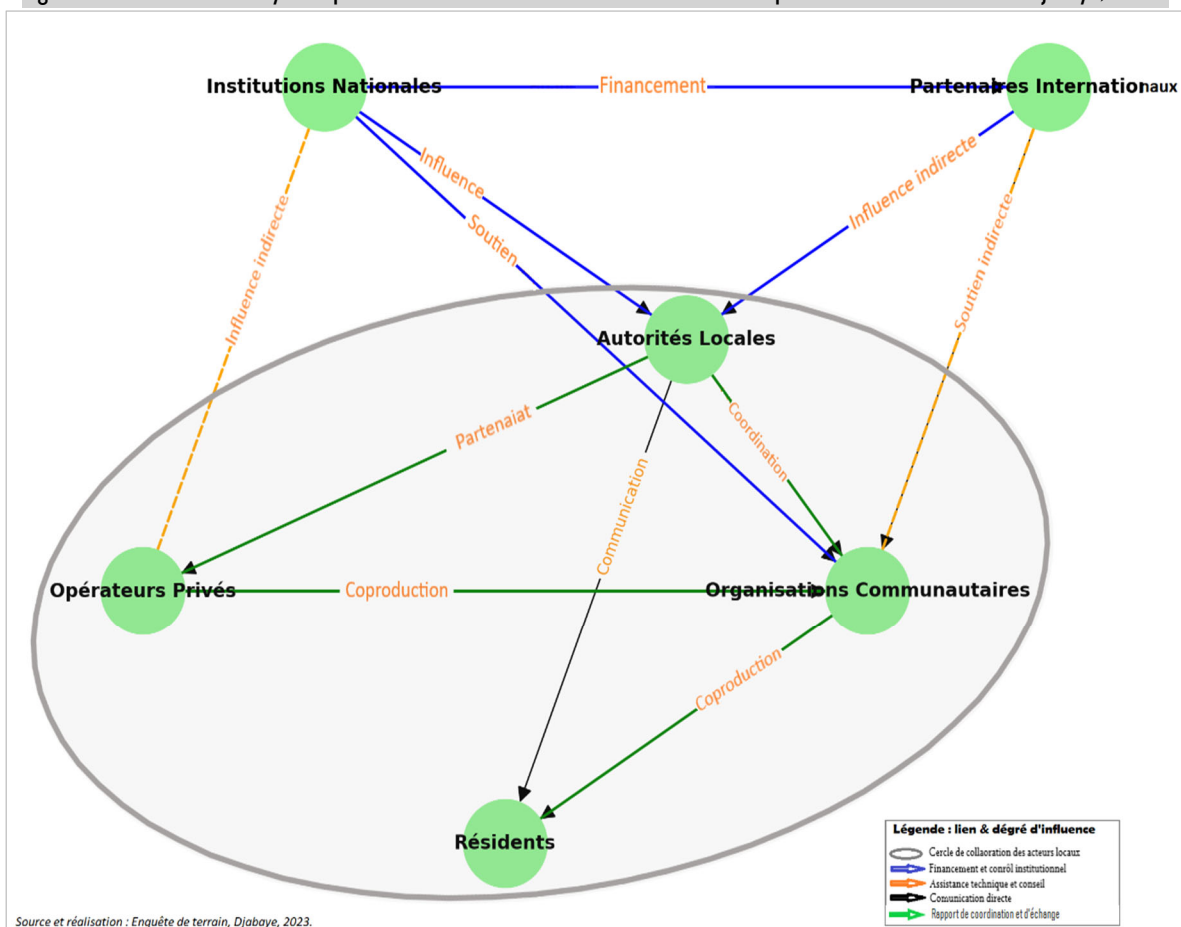 Institutions Nationales
Financement
Partenaires Internationaux
Influence
Influence indirecte
Soutien
Influence indirecte
Soutien indirecte
Autorités Locales
Partenaiat
Coordination
Communication
Opérateurs Privés
Coproduction
Organisations Communautaires
Coproduction
Résidents
Légende : lien & dégré d'influence
Cercle de collaoration des acteurs locaux
Financement et conrôl institutionnel
Assistance technique et conseil
Comunication directe
Rapport de coordination et d'échange
Source et réalisation : Enquête de terrain, Djabaye, 2023.